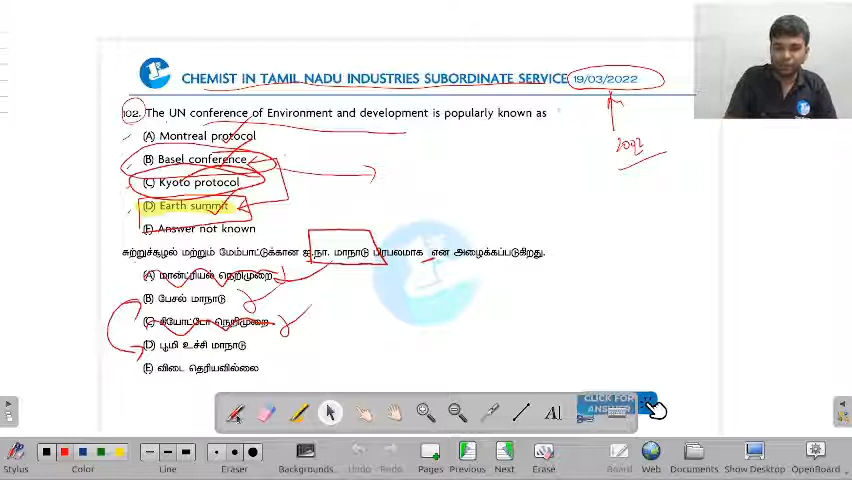 CHEMIST IN TAMIL NADU INDUSTRIES SUBORDINATE SERVICE 19/03/2022
2022
102. The UN conference of Environment and development is popularly known as
(A) Montreal protocol
(B) Basel conference
(C) Kyoto protocol
(D) Earth summit
(E) Answer not known
சுற்றுச்சூழல் மற்றும் மேம்பாட்டுக்கான ஐ.நா. மாநாடு பிரபலமாக என அழைக்கப்படுகிறது.
(A) மான்ட்ரியல் நெறிமுறை
(B) பேசல் மாநாடு
(C) கியோட்டோ நெறிமுறை
(D) பூமி உச்சி மாநாடு
(E) விடை தெரியவில்லை
CLICK FOR
ANSWER
AI
Stylus Color Line Eraser Backgrounds Undo Redo Pages Previous Next Erase Board Web Documents Show Desktop OpenBoard